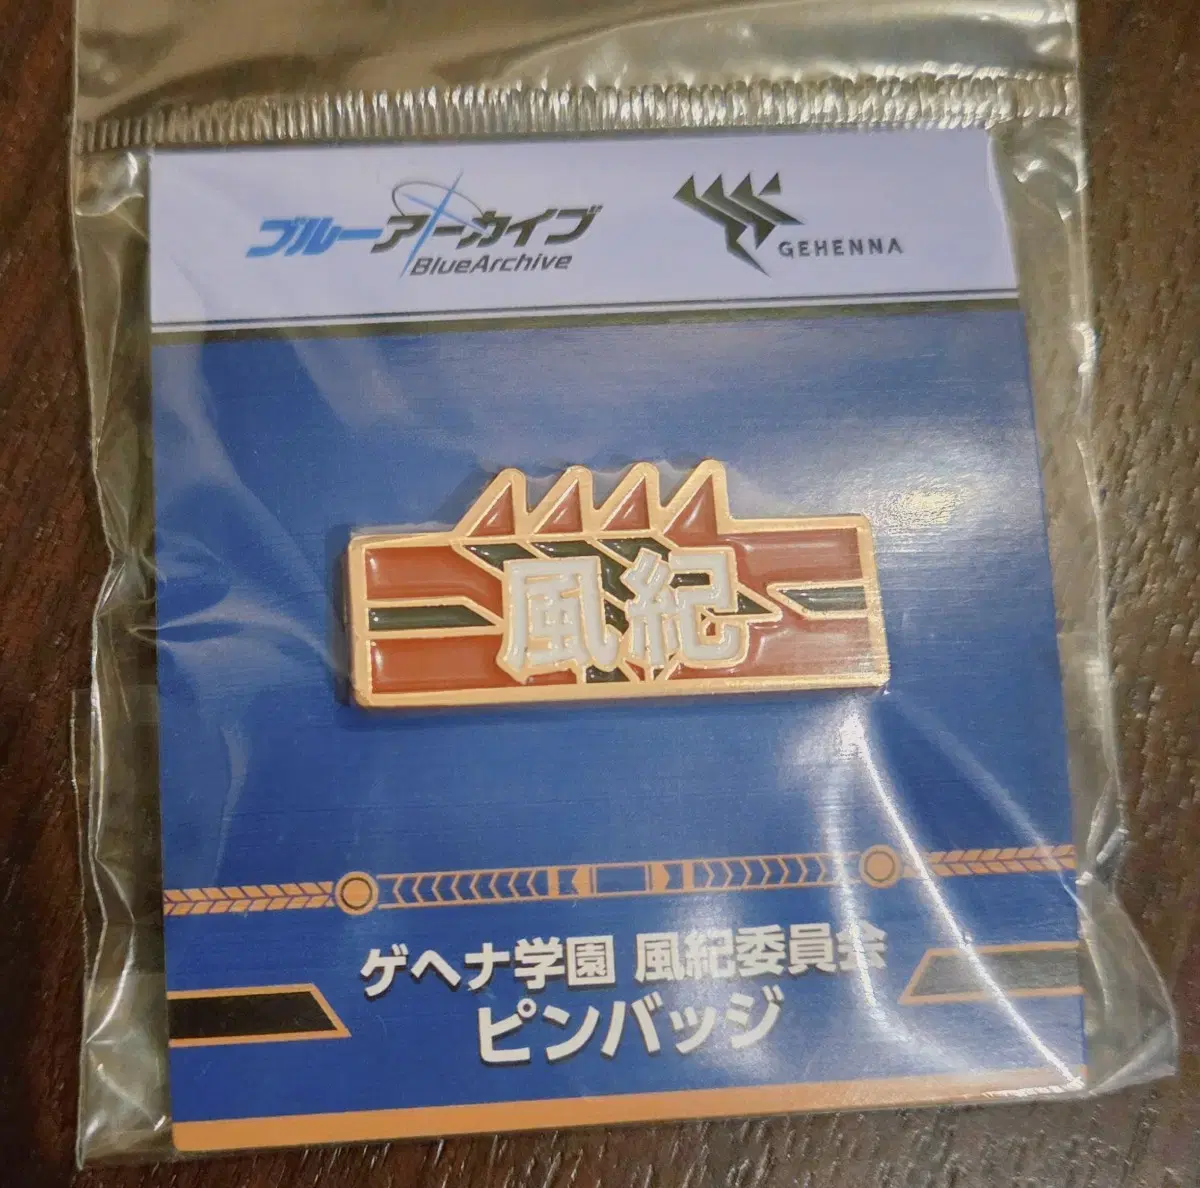 ブルーアーカイブ
BlueArchive
GEHENNA
風紀
ゲヘナ学園 風紀委員会
ピンバッジ